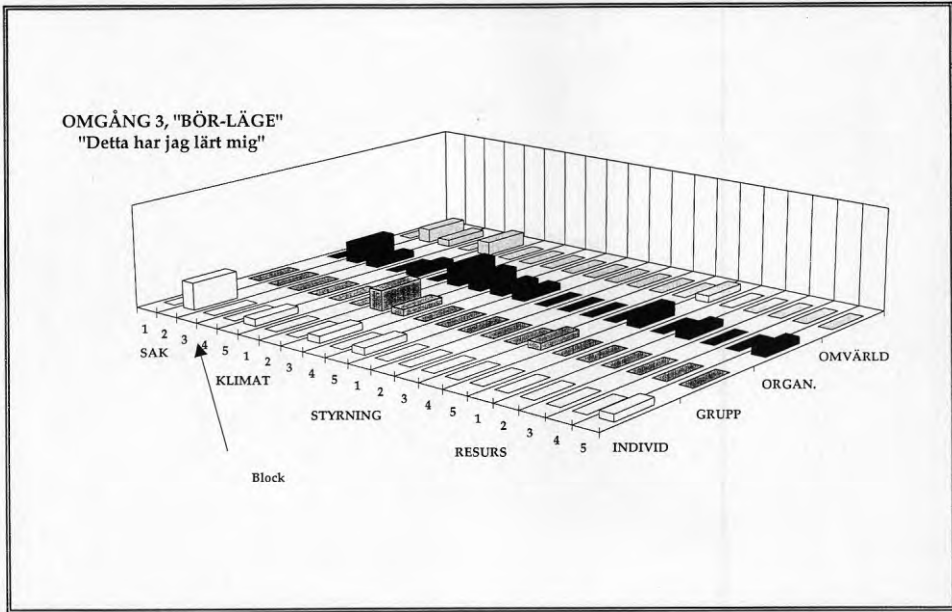 OMGÅNG 3, "BÖR-LÄGE"
"Detta har jag lärt mig"
1 2 3 4 5 1 2 3 4 5 1 2 3 4 5 1 2 3 4 5
SAK
KLIMAT
STYRNING
RESURS
INDIVID
GRUPP
ORGAN.
OMVÄRLD
Block